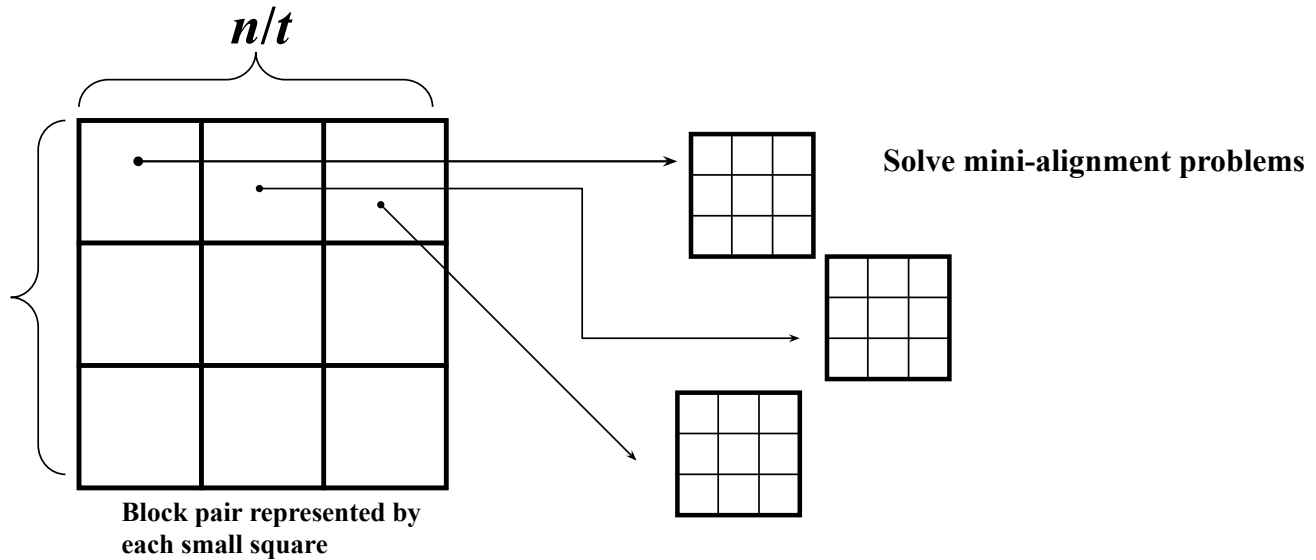 n/t
Solve mini-alignment problems
Block pair represented by
each small square